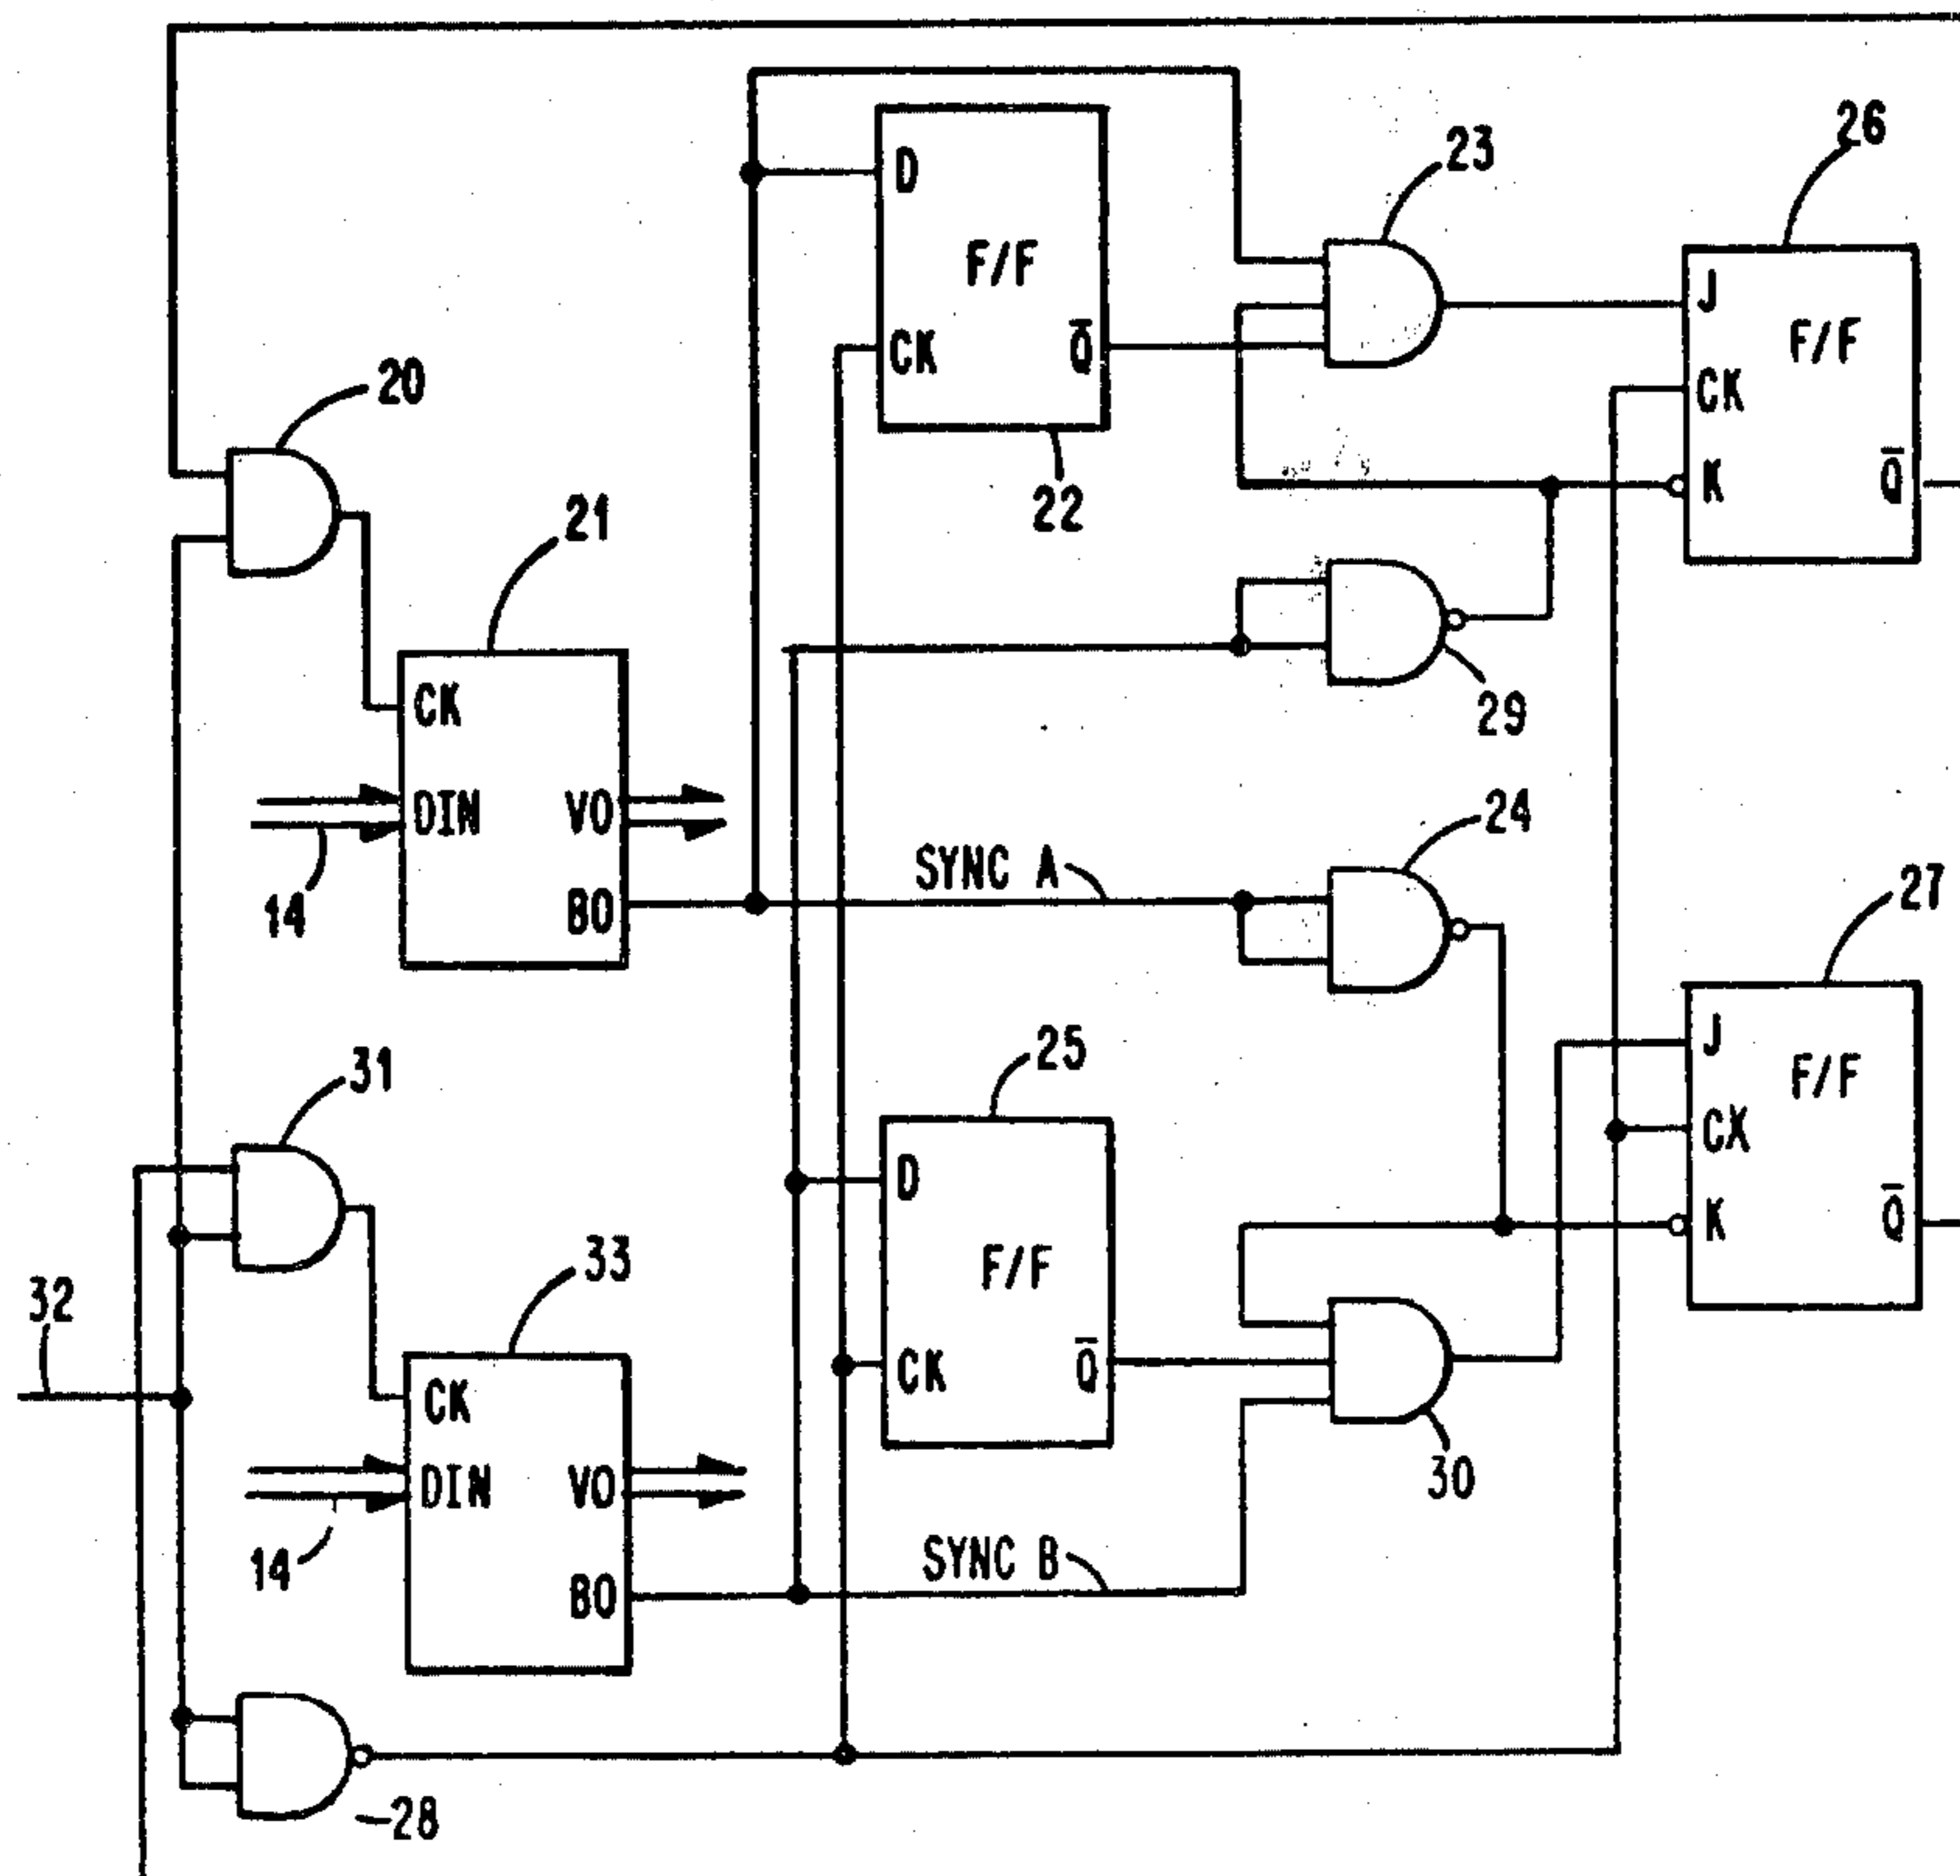 26
23
D
J
F/F
F/F
CK
Q̅
CK
20
K
Q̅
21
22
CK
29
DIN
VO
24
SYNC A
14
BO
27
25
J
31
F/F
CX
D
K
Q̅
33
F/F
32
CK
Q̅
CK
DIN
VO
30
14
SYNC B
BO
28